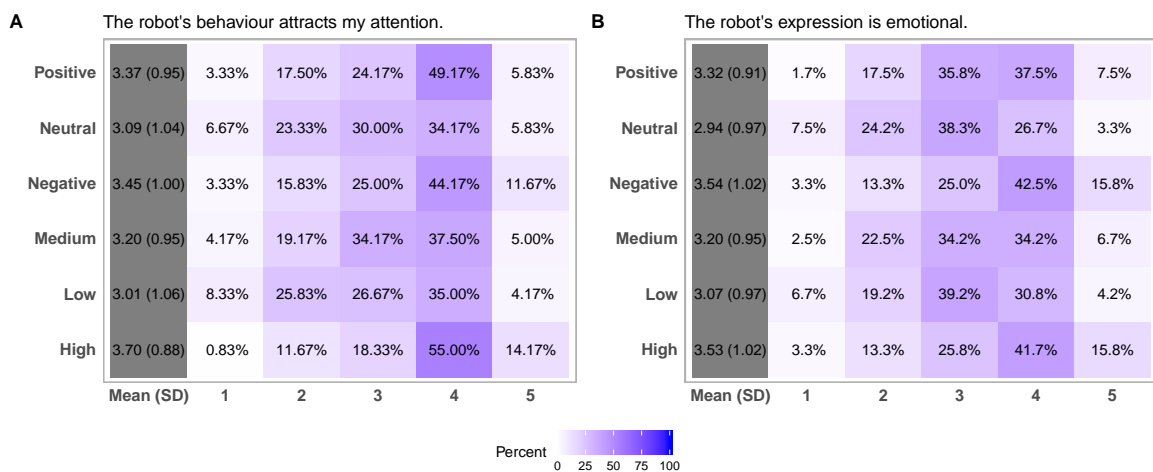 A The robot's behaviour attracts my attention.
Positive 3.37 (0.95) 3.33% 17.50% 24.17% 49.17% 5.83%
Neutral 3.09 (1.04) 6.67% 23.33% 30.00% 34.17% 5.83%
Negative 3.45 (1.00) 3.33% 15.83% 25.00% 44.17% 11.67%
Medium 3.20 (0.95) 4.17% 19.17% 34.17% 37.50% 5.00%
Low 3.01 (1.06) 8.33% 25.83% 26.67% 35.00% 4.17%
High 3.70 (0.88) 0.83% 11.67% 18.33% 55.00% 14.17%
Mean (SD) 1 2 3 4 5
B The robot's expression is emotional.
Positive 3.32 (0.91) 1.7% 17.5% 35.8% 37.5% 7.5%
Neutral 2.94 (0.97) 7.5% 24.2% 38.3% 26.7% 3.3%
Negative 3.54 (1.02) 3.3% 13.3% 25.0% 42.5% 15.8%
Medium 3.20 (0.95) 2.5% 22.5% 34.2% 34.2% 6.7%
Low 3.07 (0.97) 6.7% 19.2% 39.2% 30.8% 4.2%
High 3.53 (1.02) 3.3% 13.3% 25.8% 41.7% 15.8%
Mean (SD) 1 2 3 4 5
Percent 0 25 50 75 100